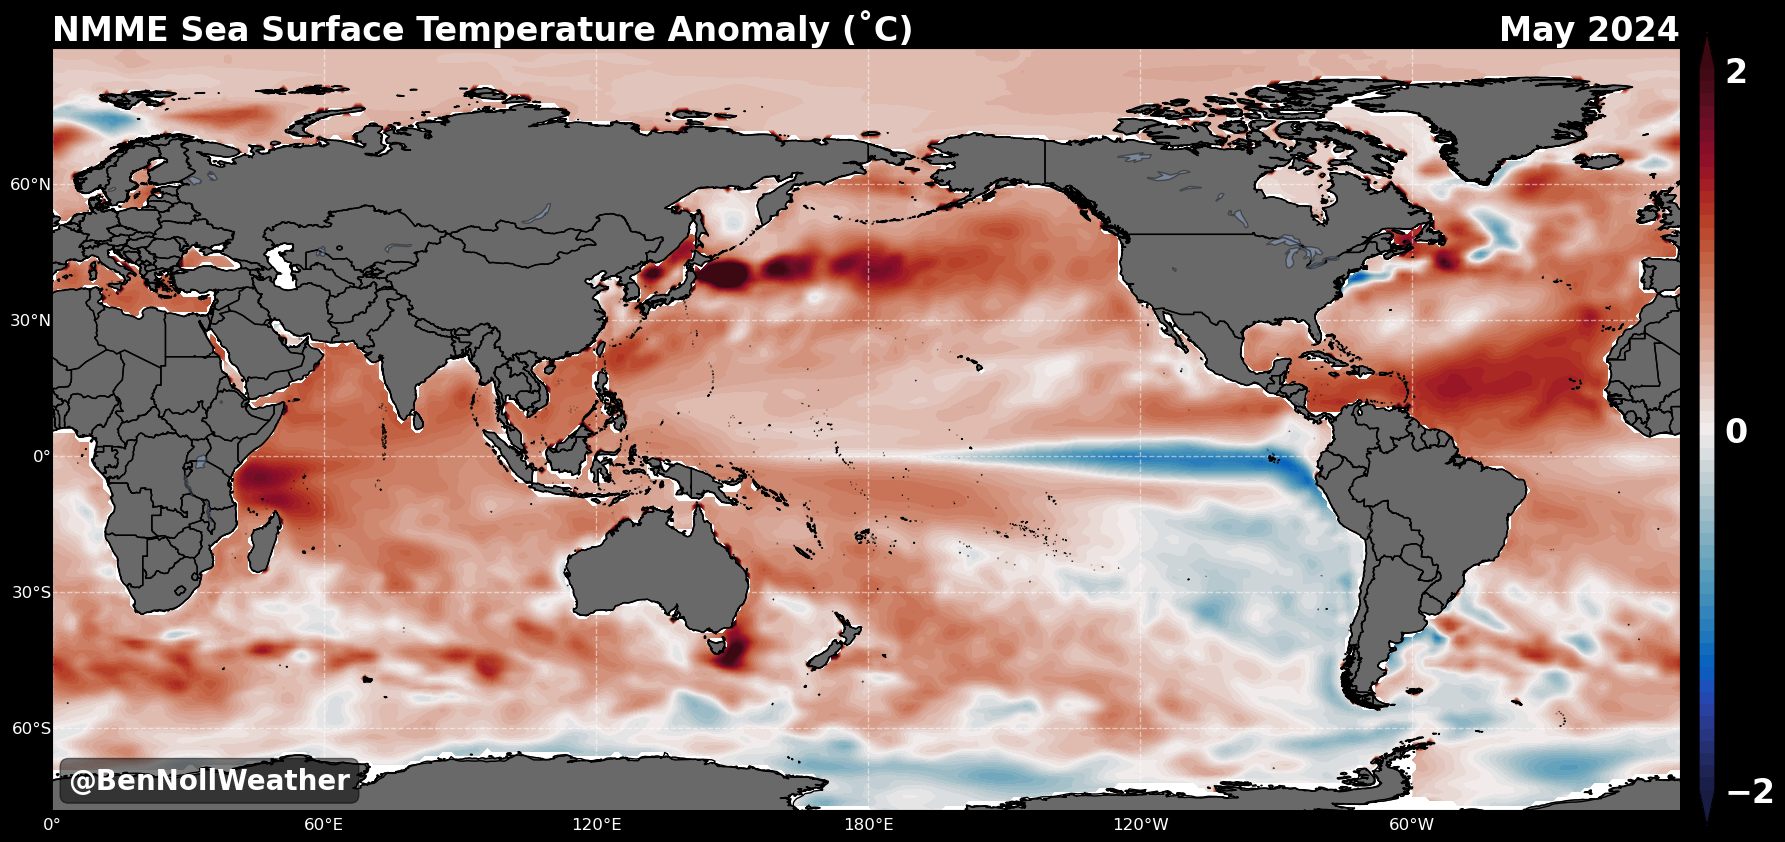 NMME Sea Surface Temperature Anomaly (˚C)
May 2024
2
0
−2
60°N
30°N
0°
30°S
60°S
@BenNollWeather
0°
60°E
120°E
180°E
120°W
60°W